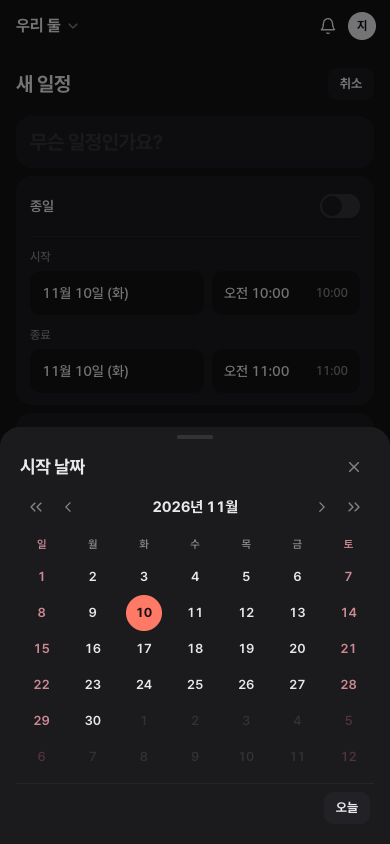 우리 둘
지
새 일정
취소
무슨 일정인가요?
종일
시작
11월 10일 (화)
오전 10:00 10:00
종료
11월 10일 (화)
오전 11:00 11:00
시작 날짜
2026년 11월
일 월 화 수 목 금 토
1 2 3 4 5 6 7
8 9 10 11 12 13 14
15 16 17 18 19 20 21
22 23 24 25 26 27 28
29 30 1 2 3 4 5
6 7 8 9 10 11 12
오늘